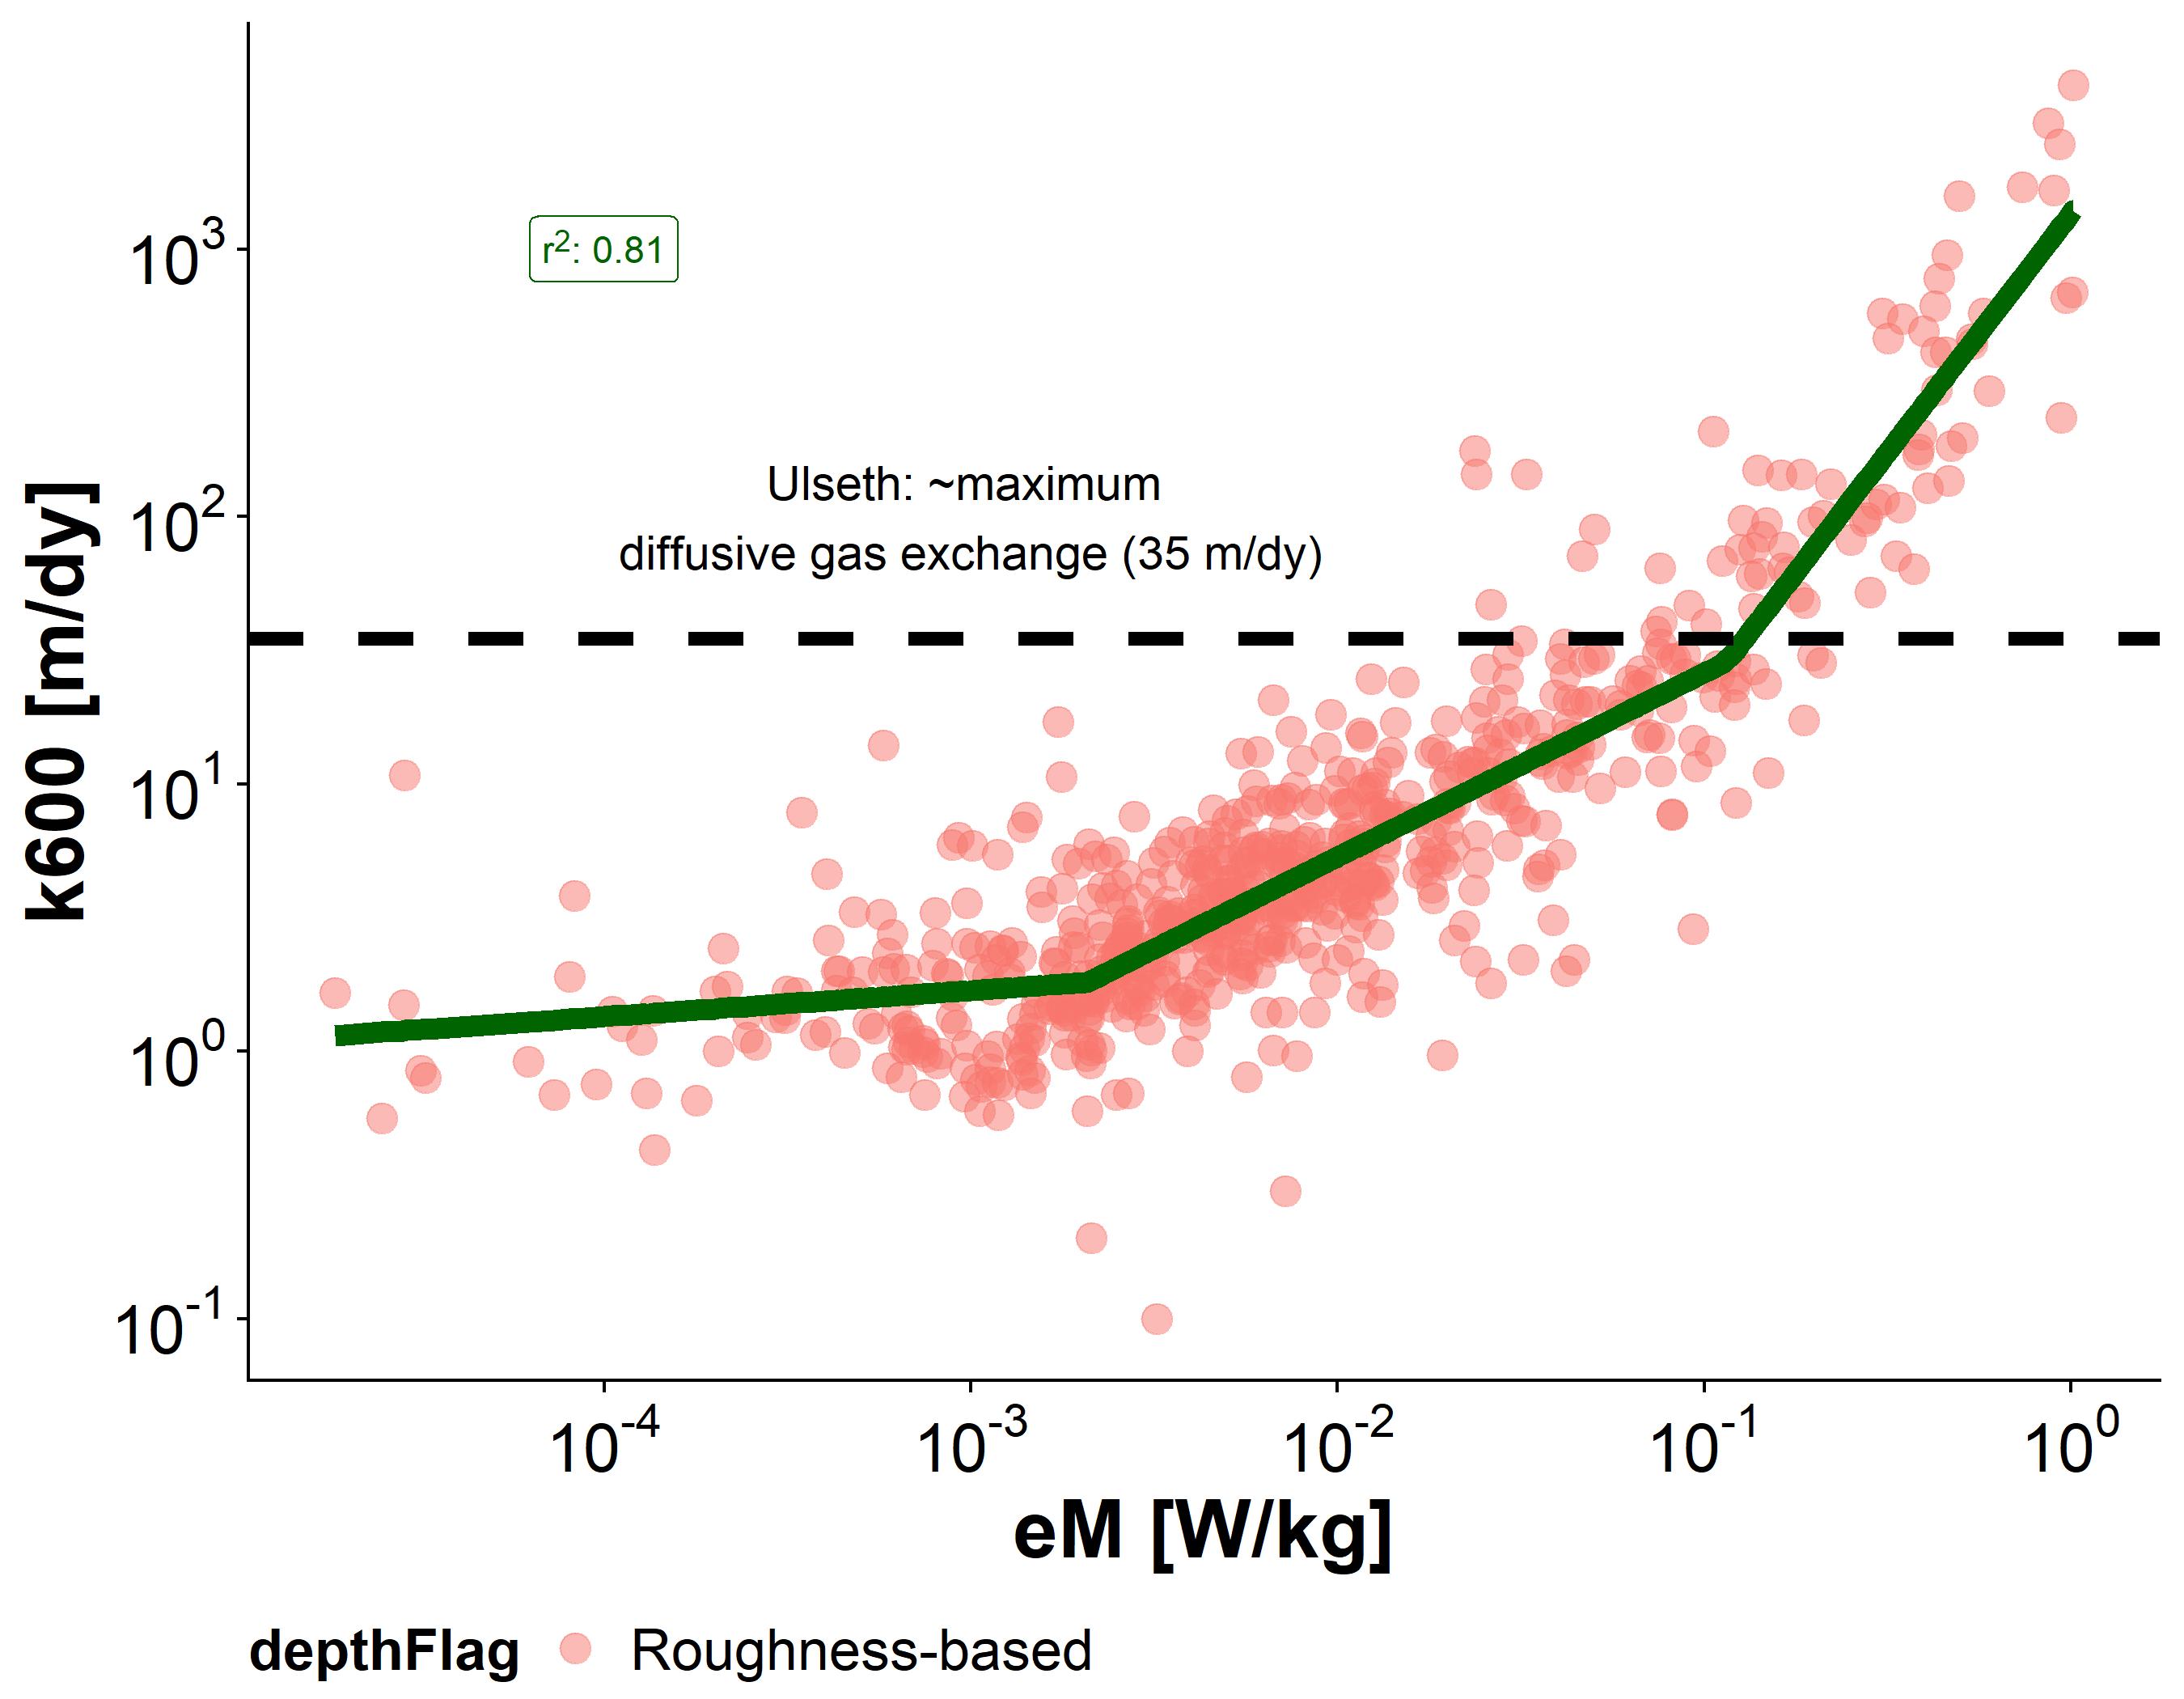 k600 [m/dy]
10³
10²
10¹
10⁰
10⁻¹
r²: 0.81
Ulseth: ~maximum
diffusive gas exchange (35 m/dy)
10⁻⁴ 10⁻³ 10⁻² 10⁻¹ 10⁰
eM [W/kg]
depthFlag Roughness-based